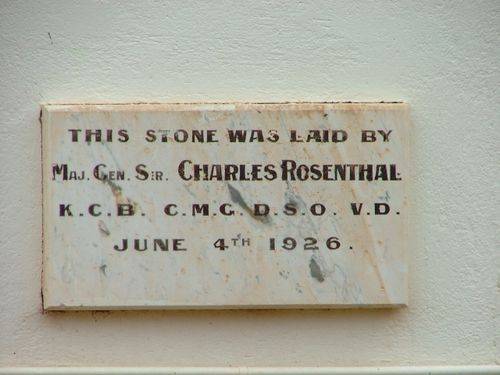 THIS STONE WAS LAID BY
MAJ. GEN. SIR. CHARLES ROSENTHAL
K.C.B. C.M.G. D.S.O. V.D.
JUNE 4TH 1926.